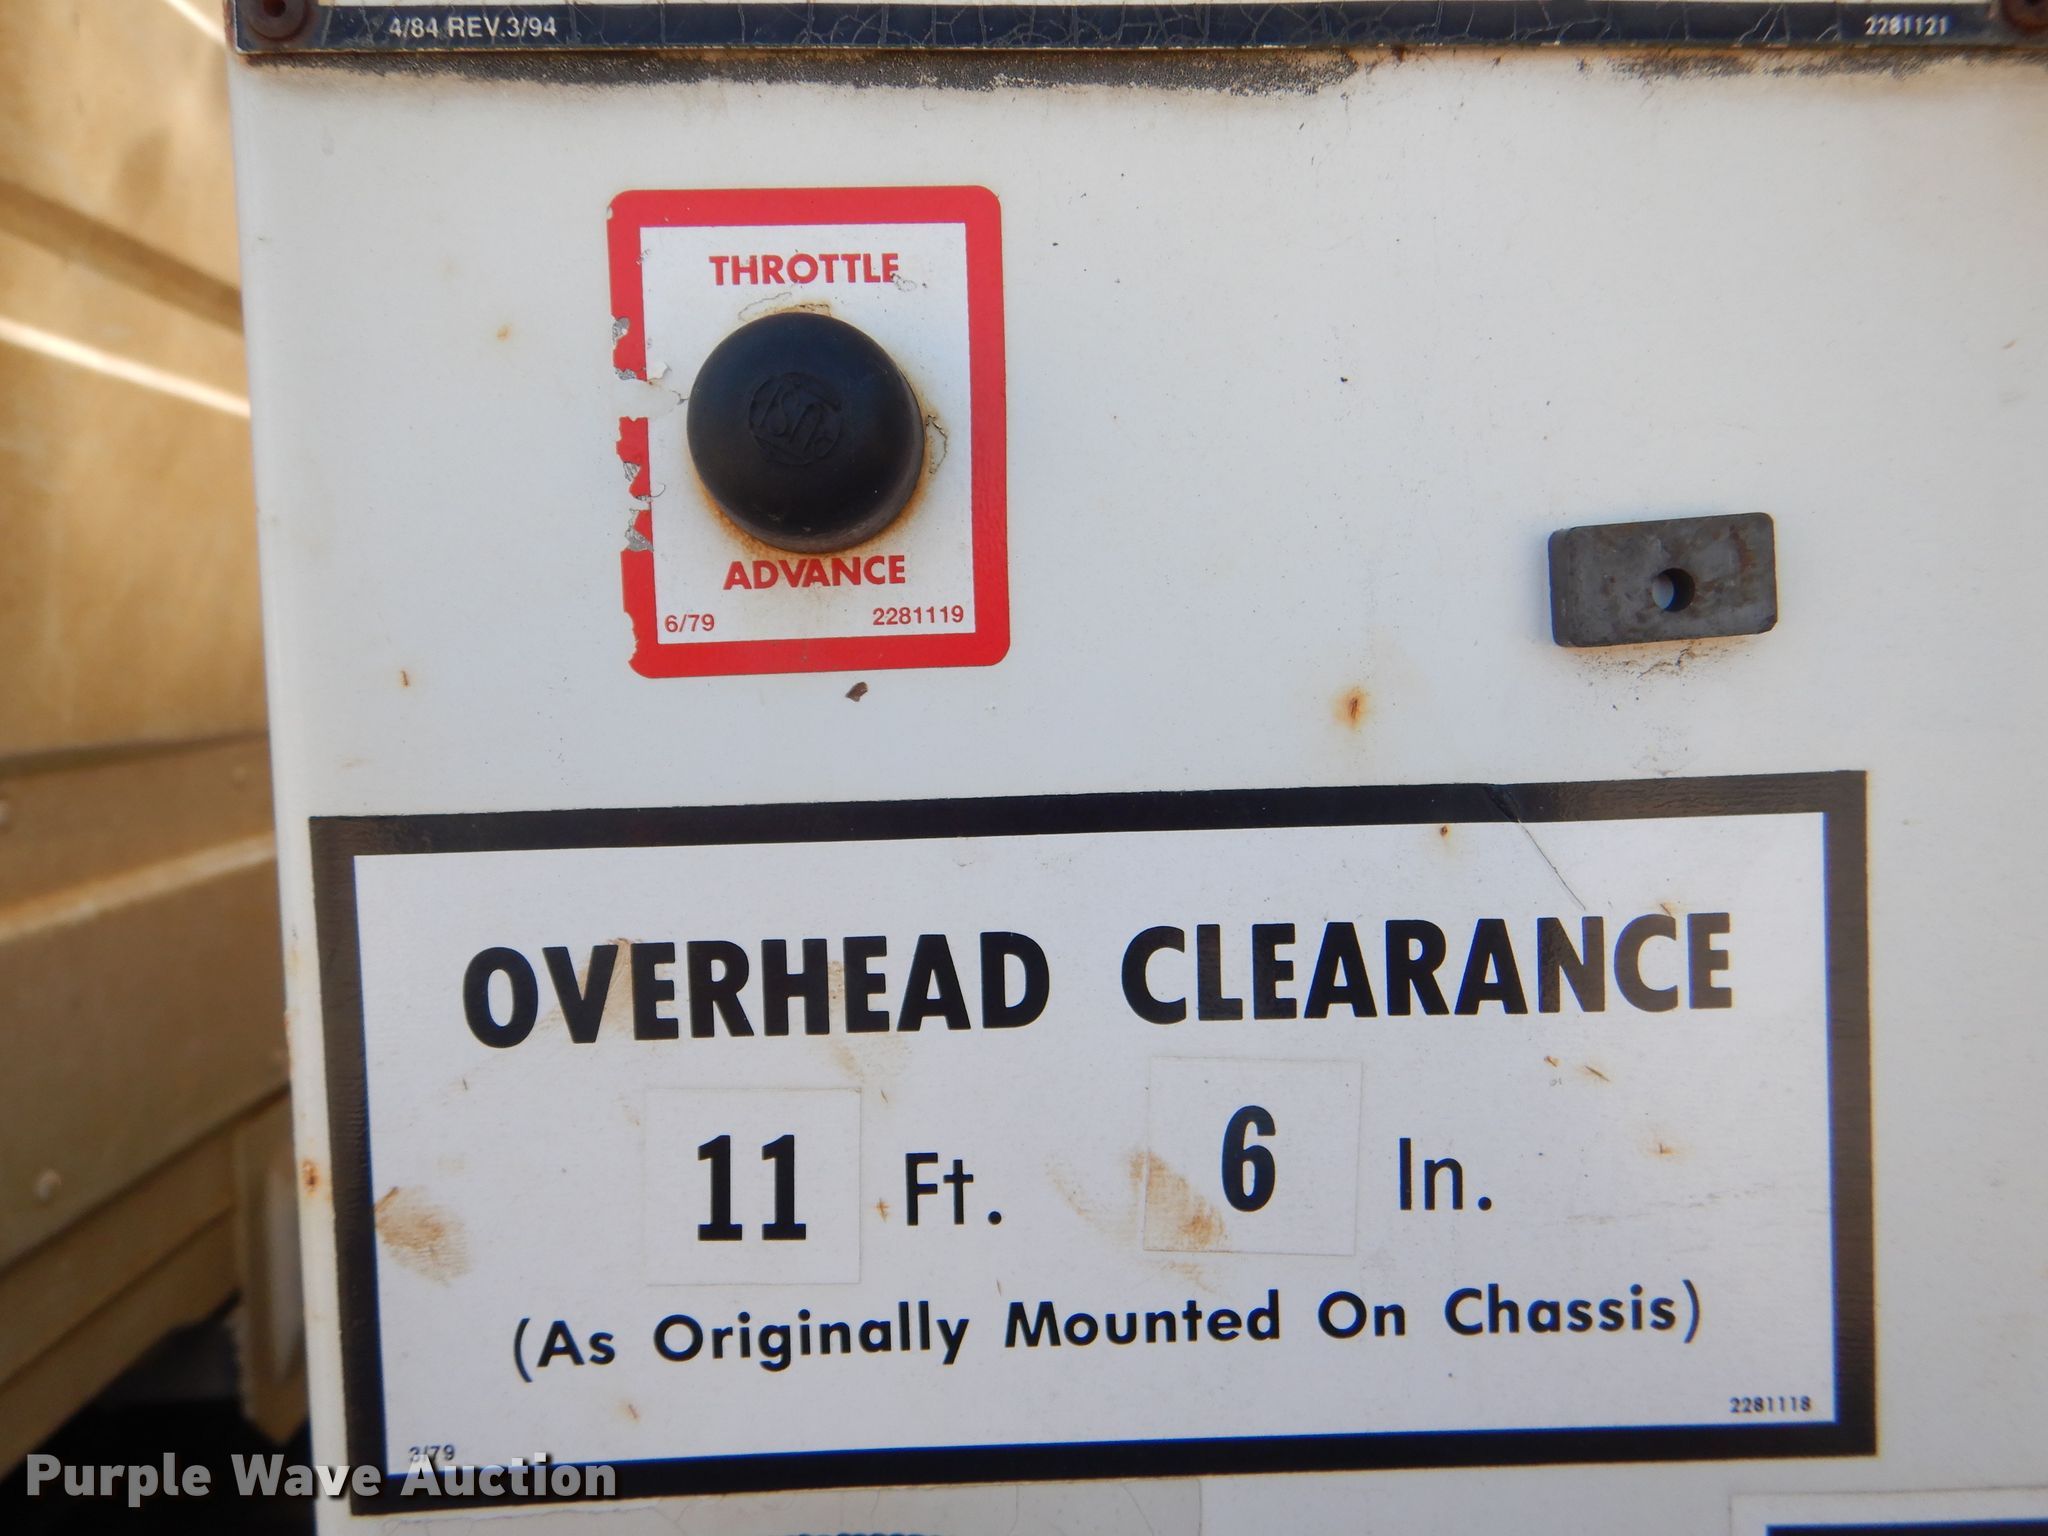 4/84 REV.3/94 2281121
THROTTLE
ADVANCE
6/79 2281119
OVERHEAD CLEARANCE
11 Ft. 6 In.
(As Originally Mounted On Chassis)
2281118
3/79
Purple Wave Auction